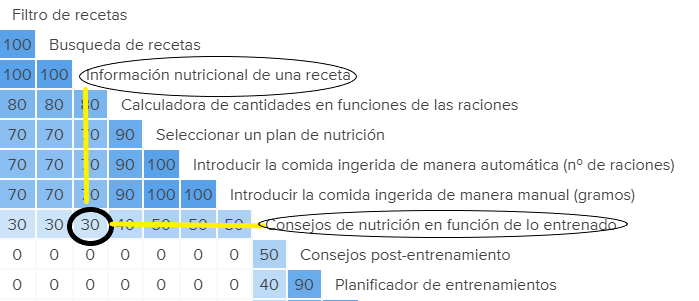 Filtro de recetas
100 Busqueda de recetas
100 100 Información nutricional de una receta
80 80 80 Calculadora de cantidades en funciones de las raciones
70 70 70 90 Seleccionar un plan de nutrición
70 70 70 90 100 Introducir la comida ingerida de manera automática (nº de raciones)
70 70 70 90 100 100 Introducir la comida ingerida de manera manual (gramos)
30 30 30 40 50 50 50 Consejos de nutrición en función de lo entrenado
0 0 0 0 0 0 0 50 Consejos post-entrenamiento
0 0 0 0 0 0 0 40 90 Planificador de entrenamientos